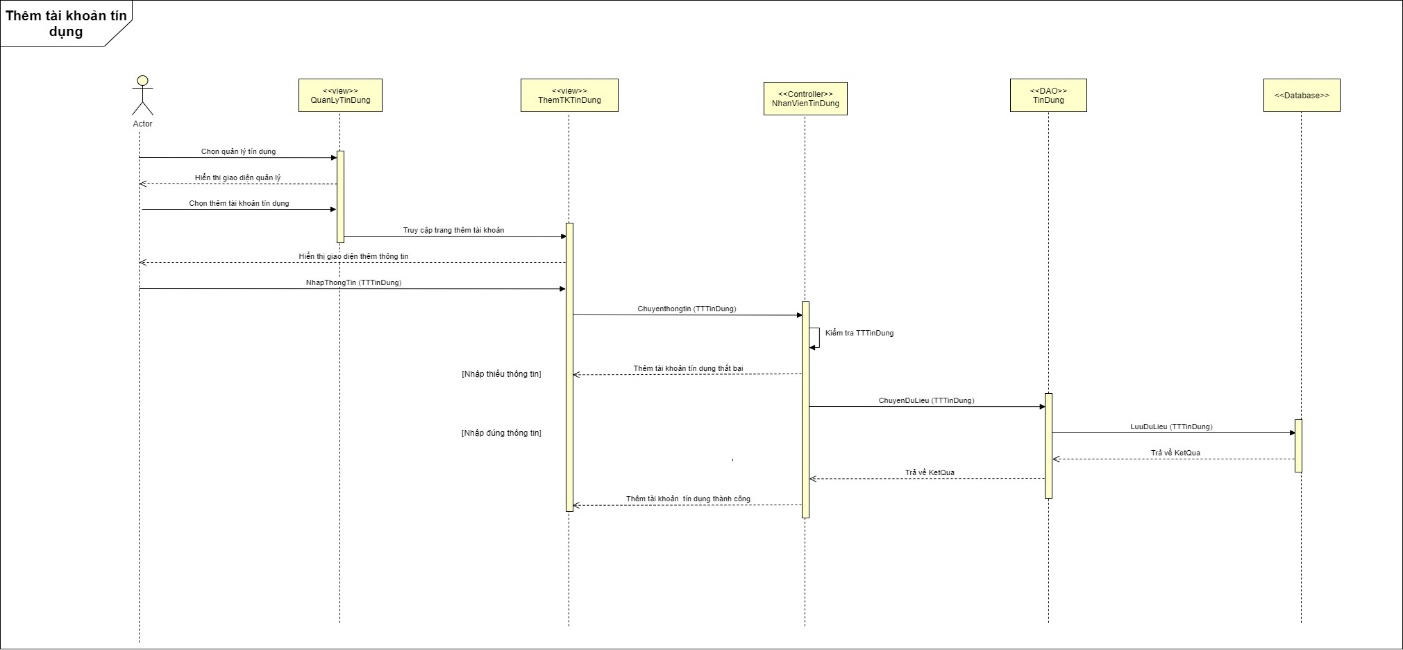 Thêm tài khoản tín
dụng
Actor
<<view>>
QuanLyTinDung
<<view>>
ThemTKTinDung
<<Controller>>
NhanVienTinDung
<<DAO>>
TinDung
<<Database>>
Chọn quản lý tín dụng
Hiển thi giao diện quản lý
Chọn thêm tài khoản tín dụng
Truy cập trang thêm tài khoản
Hiển thị giao diện thêm thông tin
NhapThongTin (TTTinDung)
Chuyenthongtin (TTTinDung)
Kiểm tra TTTinDung
[Nhập thiếu thông tin]
Thêm tài khoản tín dụng thất bại
ChuyenDuLieu (TTTinDung)
[Nhập đúng thông tin]
LuuDuLieu (TTTinDung)
Trả về KetQua
Trả về KetQua
Thêm tài khoản tín dụng thành công